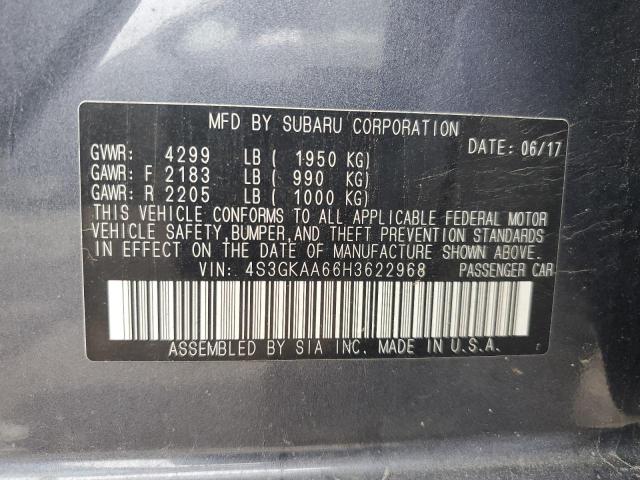 MFD BY SUBARU CORPORATION
DATE: 06/17
GVWR: 4299 LB ( 1950 KG)
GAWR: F 2183 LB ( 990 KG)
GAWR: R 2205 LB ( 1000 KG)
THIS VEHICLE CONFORMS TO ALL APPLICABLE FEDERAL MOTOR
VEHICLE SAFETY, BUMPER, AND THEFT PREVENTION STANDARDS
IN EFFECT ON THE DATE OF MANUFACTURE SHOWN ABOVE.
VIN: 4S3GKAA66H3622968 PASSENGER CAR
ASSEMBLED BY SIA INC. MADE IN U.S.A.